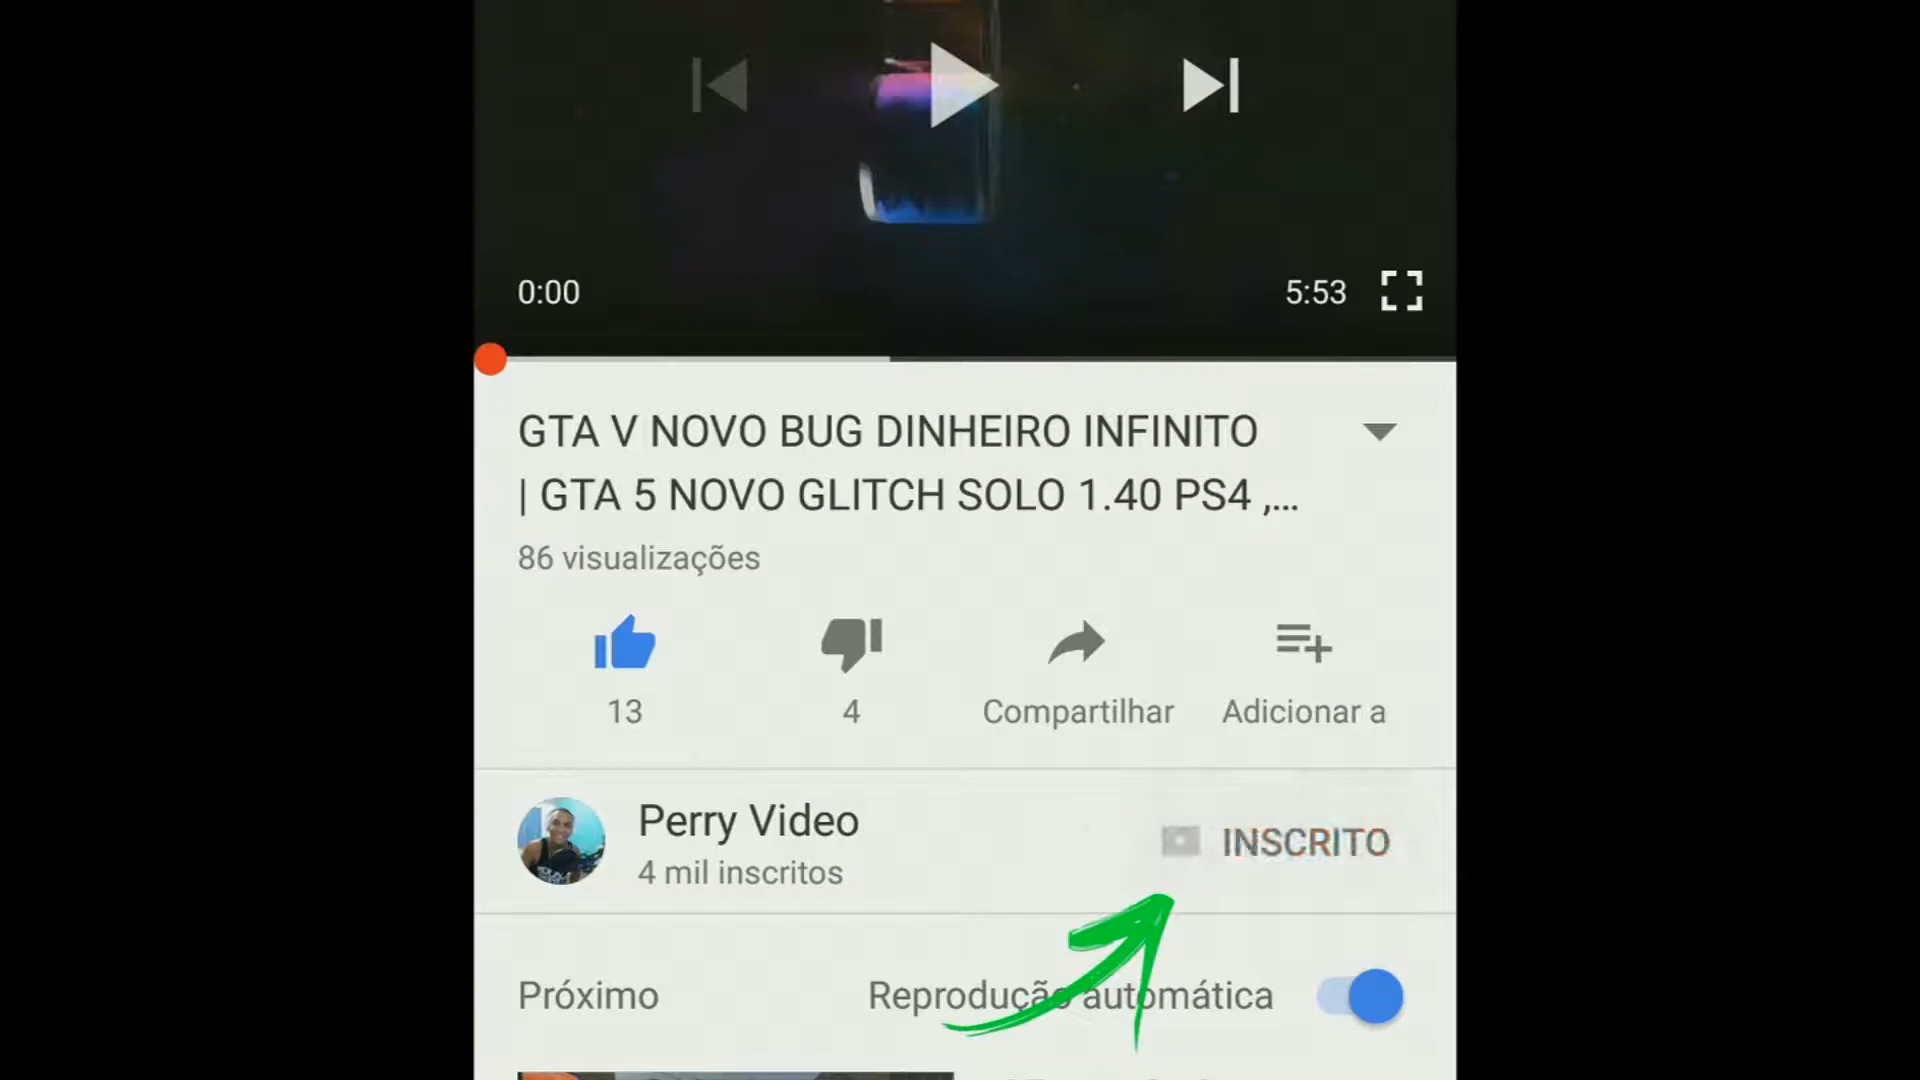 0:00
5:53
GTA V NOVO BUG DINHEIRO INFINITO
| GTA 5 NOVO GLITCH SOLO 1.40 PS4 ,...
86 visualizações
13
4
Compartilhar
Adicionar a
Perry Video
4 mil inscritos
INSCRITO
Próximo
Reprodução automática